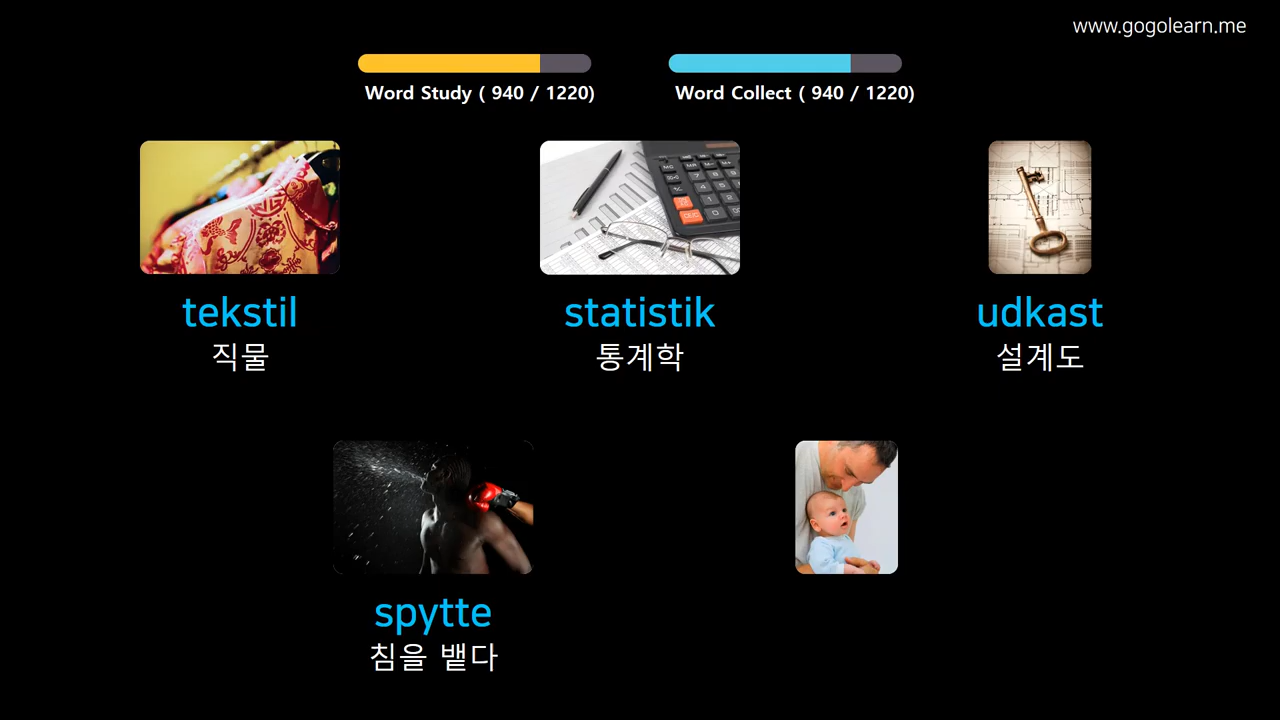 www.gogolearn.me
Word Study ( 940 / 1220)
Word Collect ( 940 / 1220)
tekstil
직물
statistik
통계학
udkast
설계도
spytte
침을 뱉다